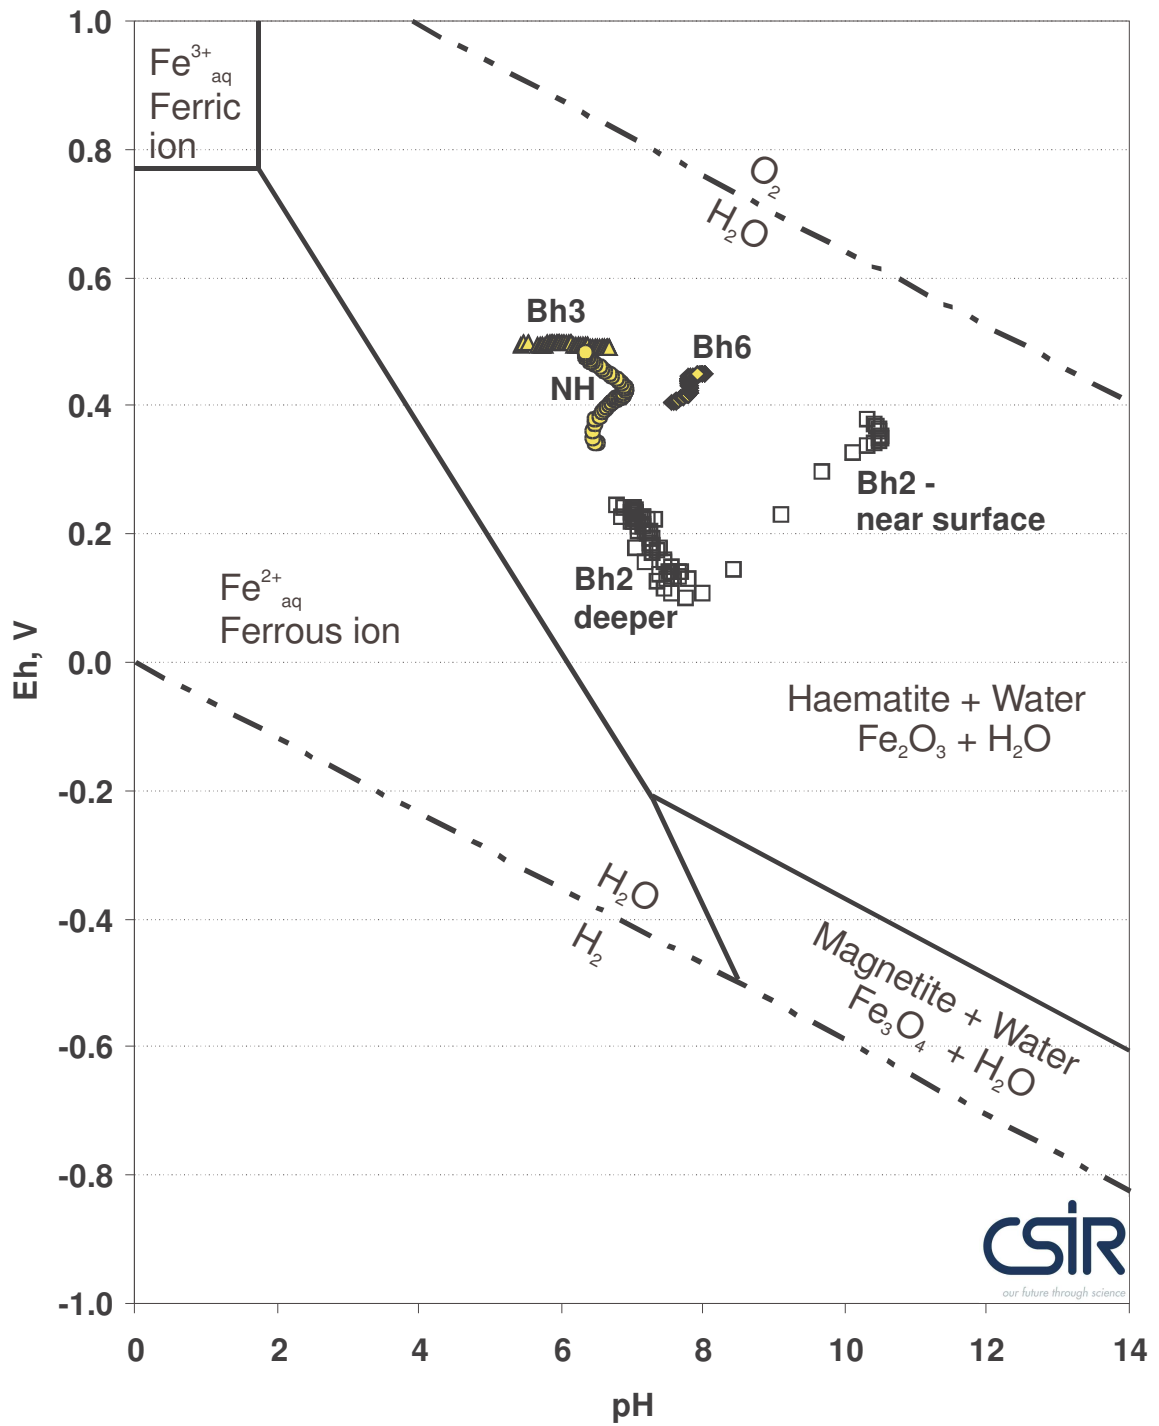 1.0
0.8
0.6
0.4
0.2
0.0
-0.2
-0.4
-0.6
-0.8
-1.0
Eh, V
Fe³⁺aq
Ferric
ion
O₂
H₂O
Bh3
Bh6
NH
Bh2 -
near surface
Bh2
deeper
Fe²⁺aq
Ferrous ion
Haematite + Water
Fe₂O₃ + H₂O
H₂O
H₂
Magnetite + Water
Fe₃O₄ + H₂O
CSIR
our future through science
0 2 4 6 8 10 12 14
pH